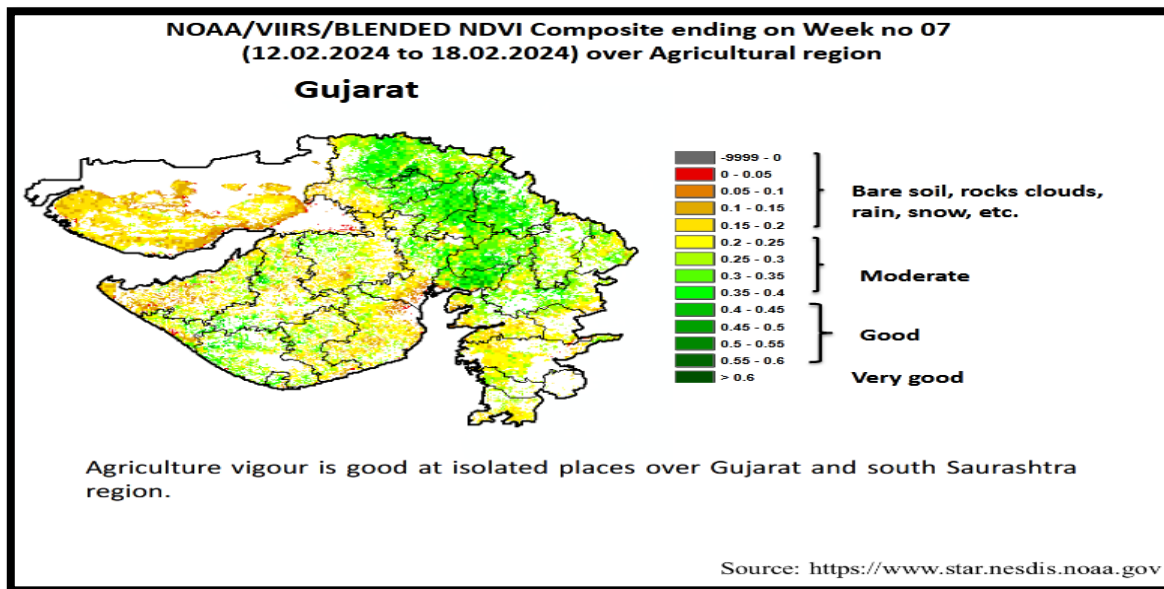 NOAA/VIIRS/BLENDED NDVI Composite ending on Week no 07
(12.02.2024 to 18.02.2024) over Agricultural region
Gujarat
-9999 - 0
0 - 0.05
0.05 - 0.1
0.1 - 0.15
0.15 - 0.2
0.2 - 0.25
0.25 - 0.3
0.3 - 0.35
0.35 - 0.4
0.4 - 0.45
0.45 - 0.5
0.5 - 0.55
0.55 - 0.6
> 0.6
Bare soil, rocks clouds,
rain, snow, etc.
Moderate
Good
Very good
Agriculture vigour is good at isolated places over Gujarat and south Saurashtra
region.
Source: https://www.star.nesdis.noaa.gov